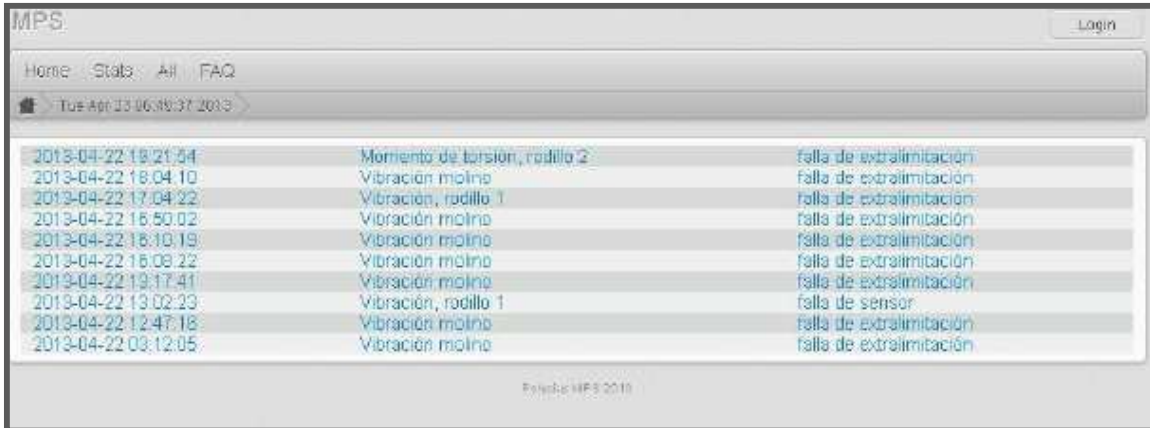 MPS
Login
Home Stats All FAQ
Tue Apr 23 2013
2013-04-22 19:21:54 Momento de torsión, rodillo 2 falla de extralimitación
2013-04-22 18:04:10 Vibración molino falla de extralimitación
2013-04-22 17:04:22 Vibración, rodillo 1 falla de extralimitación
2013-04-22 16:50:02 Vibración molino falla de extralimitación
2013-04-22 16:10:19 Vibración molino falla de extralimitación
2013-04-22 16:09:22 Vibración molino falla de extralimitación
2013-04-22 13:17:41 Vibración molino falla de extralimitación
2013-04-22 13:02:23 Vibración, rodillo 1 falla de sensor
2013-04-22 12:47:18 Vibración molino falla de extralimitación
2013-04-22 03:12:05 Vibración molino falla de extralimitación
MPS